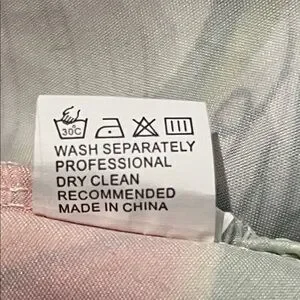 30°C
WASH SEPARATELY
PROFESSIONAL
DRY CLEAN
RECOMMENDED
MADE IN CHINA